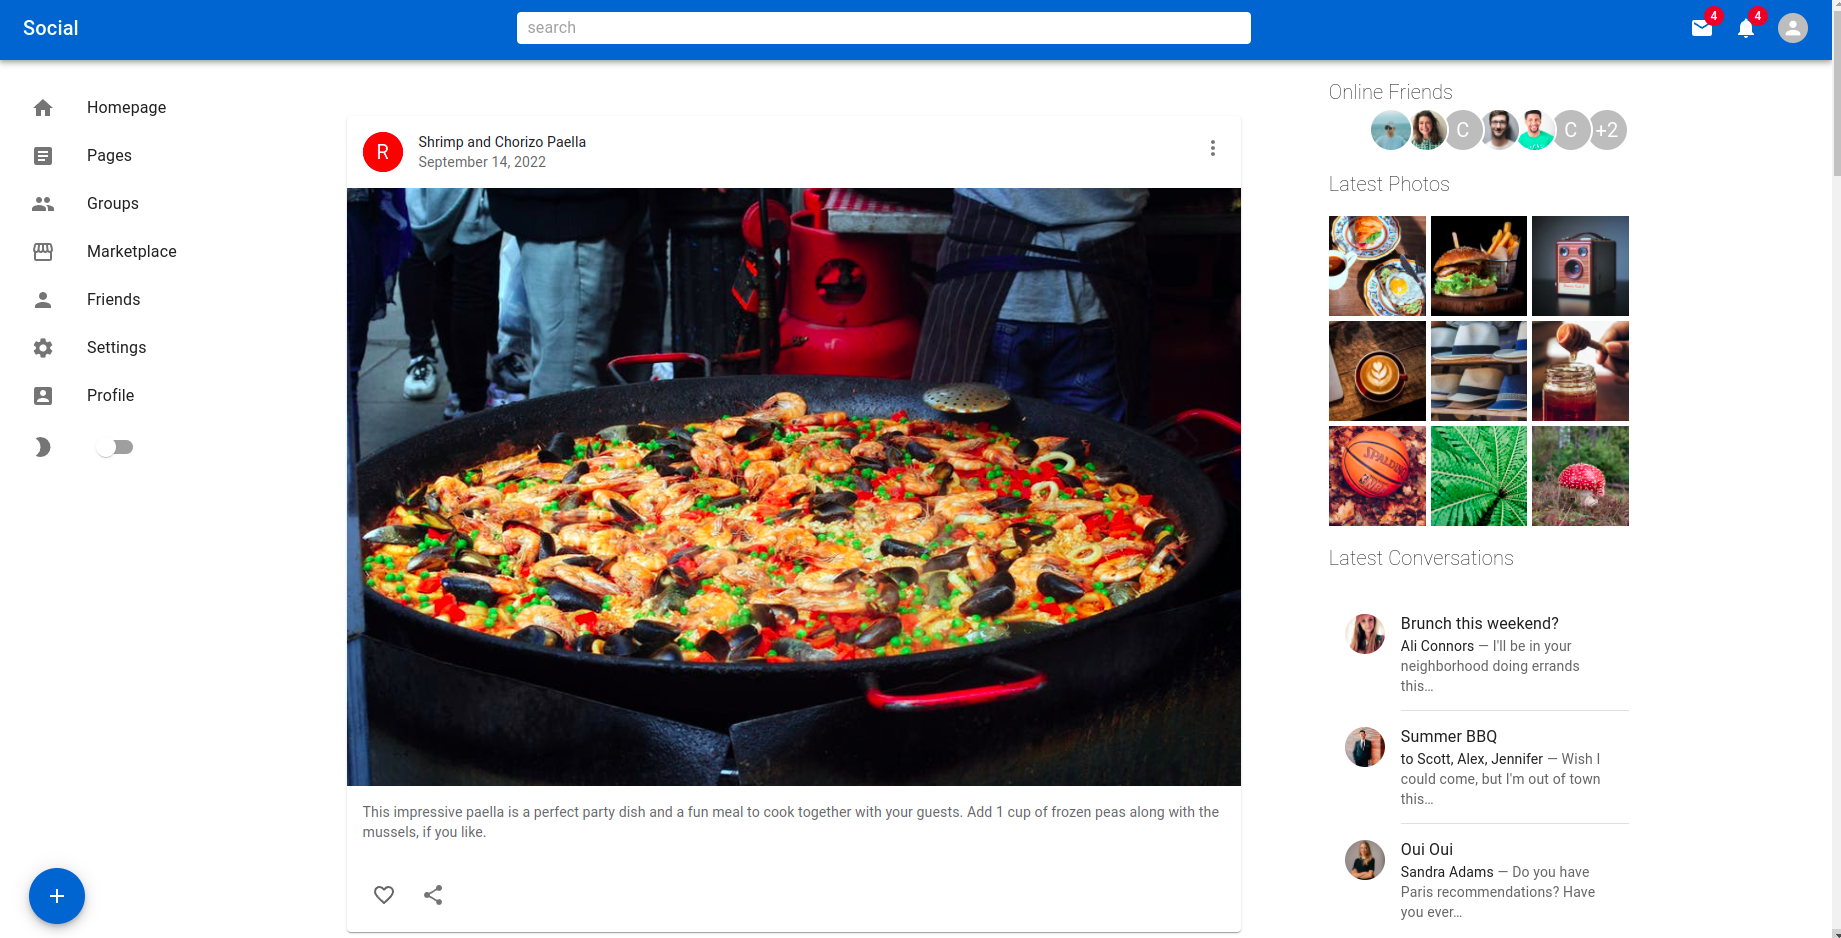 Social
search
4
4
Homepage
Pages
Groups
Marketplace
Friends
Settings
Profile
R
Shrimp and Chorizo Paella
September 14, 2022
This impressive paella is a perfect party dish and a fun meal to cook together with your guests. Add 1 cup of frozen peas along with the
mussels, if you like.
Online Friends
C
C
+2
Latest Photos
SPALDING
Latest Conversations
Brunch this weekend?
Ali Connors — I'll be in your
neighborhood doing errands
this…
Summer BBQ
to Scott, Alex, Jennifer — Wish I
could come, but I'm out of town
this…
Oui Oui
Sandra Adams — Do you have
Paris recommendations? Have
you ever…